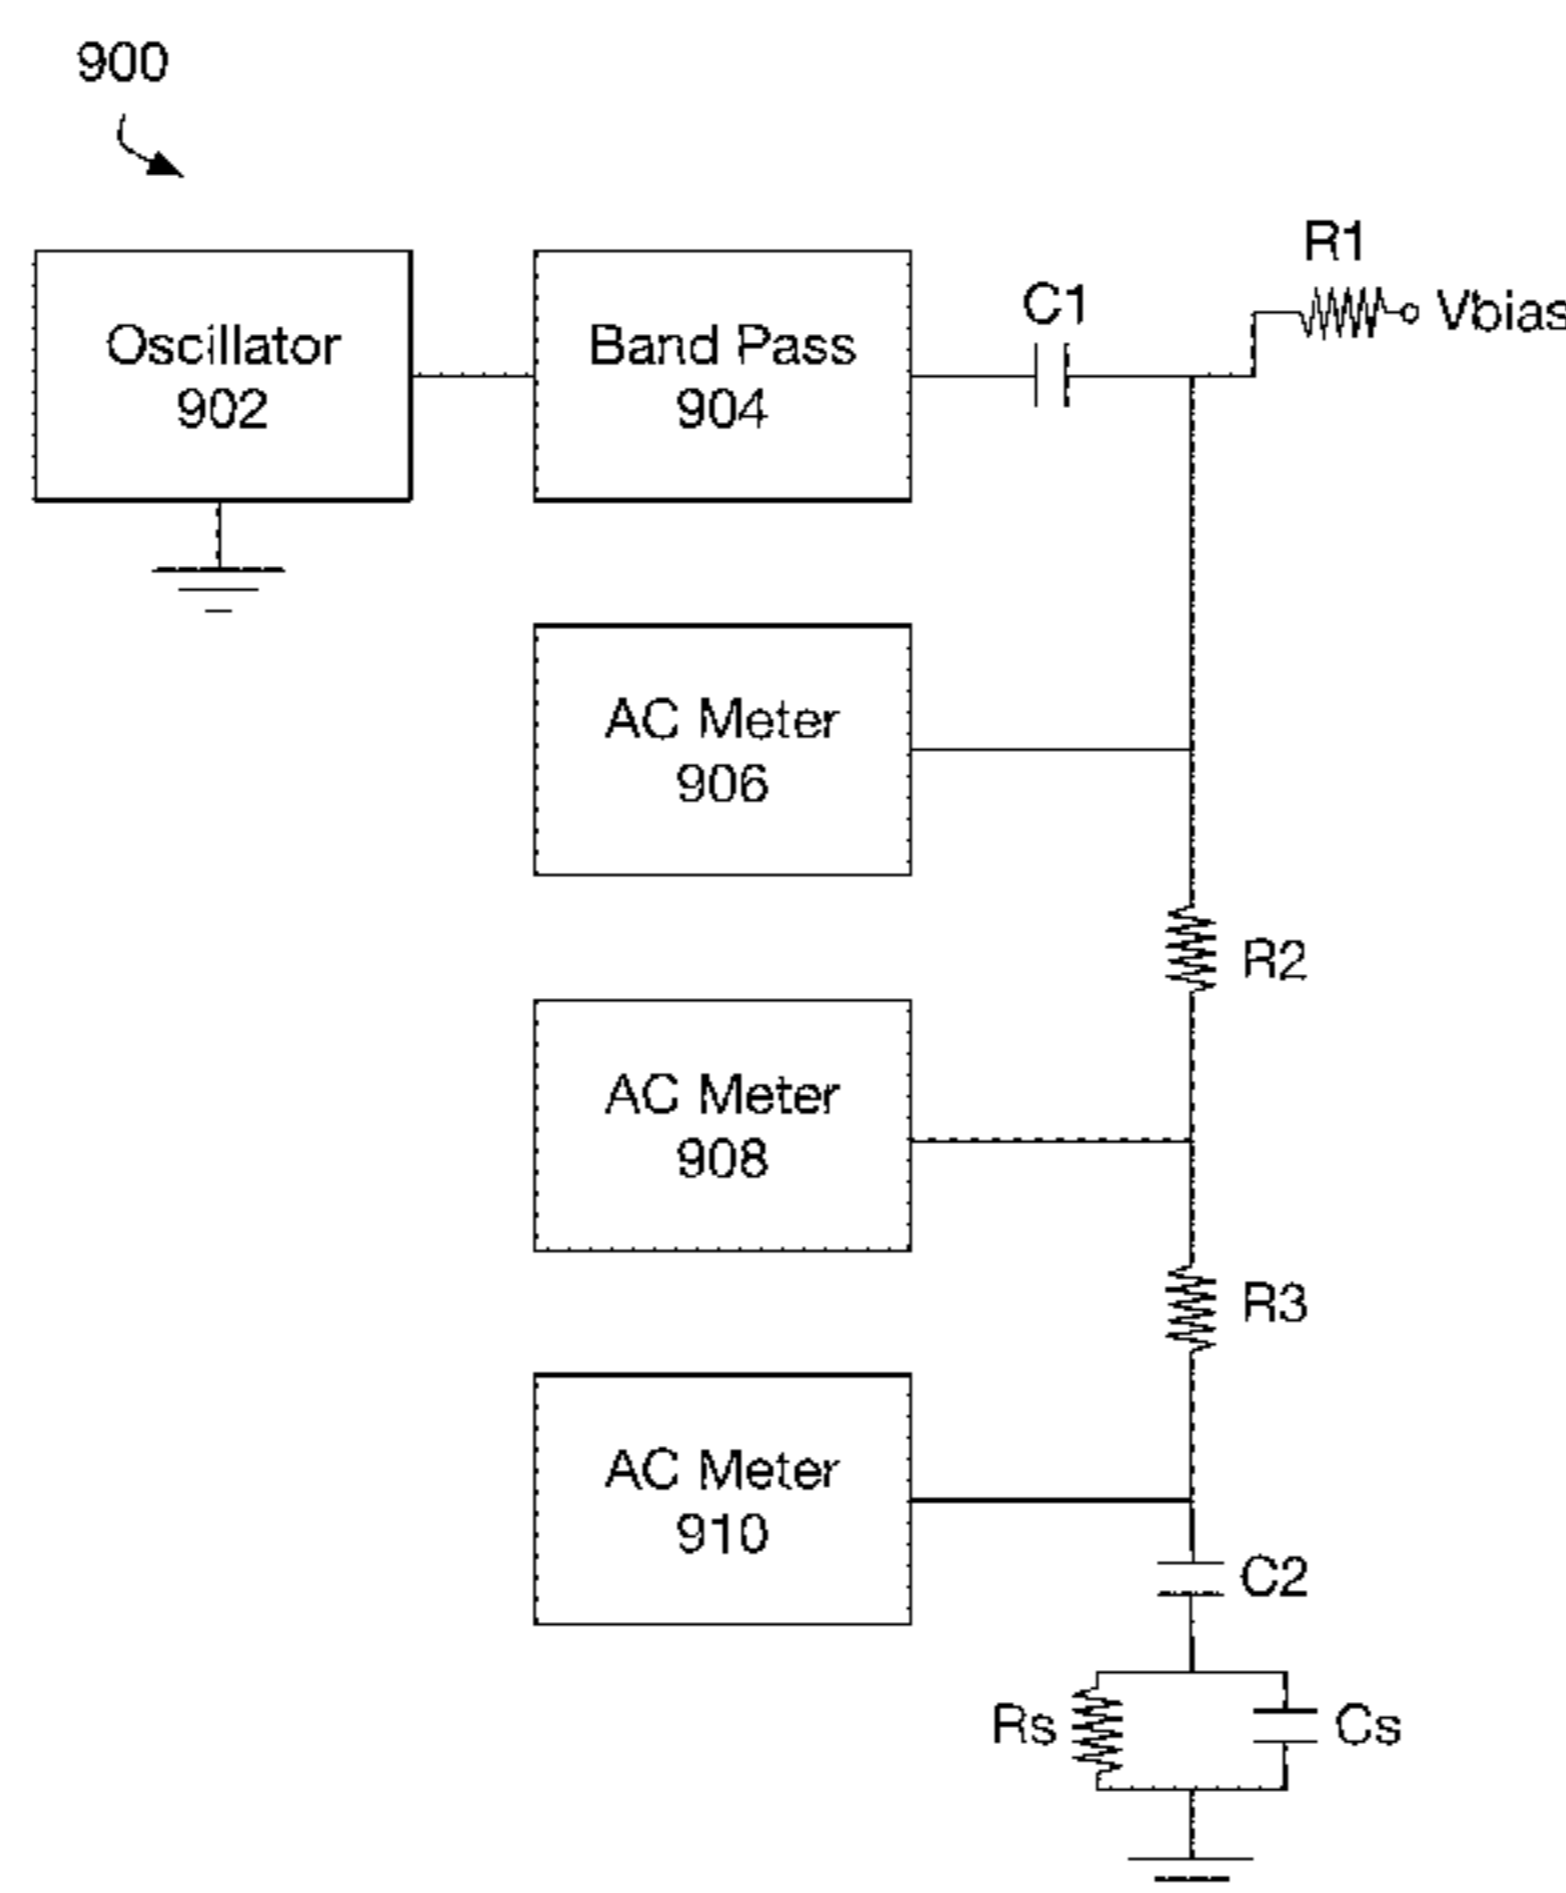 900
R1
C1
Vbias
Oscillator
902
Band Pass
904
AC Meter
906
R2
AC Meter
908
R3
AC Meter
910
C2
Rs
Cs